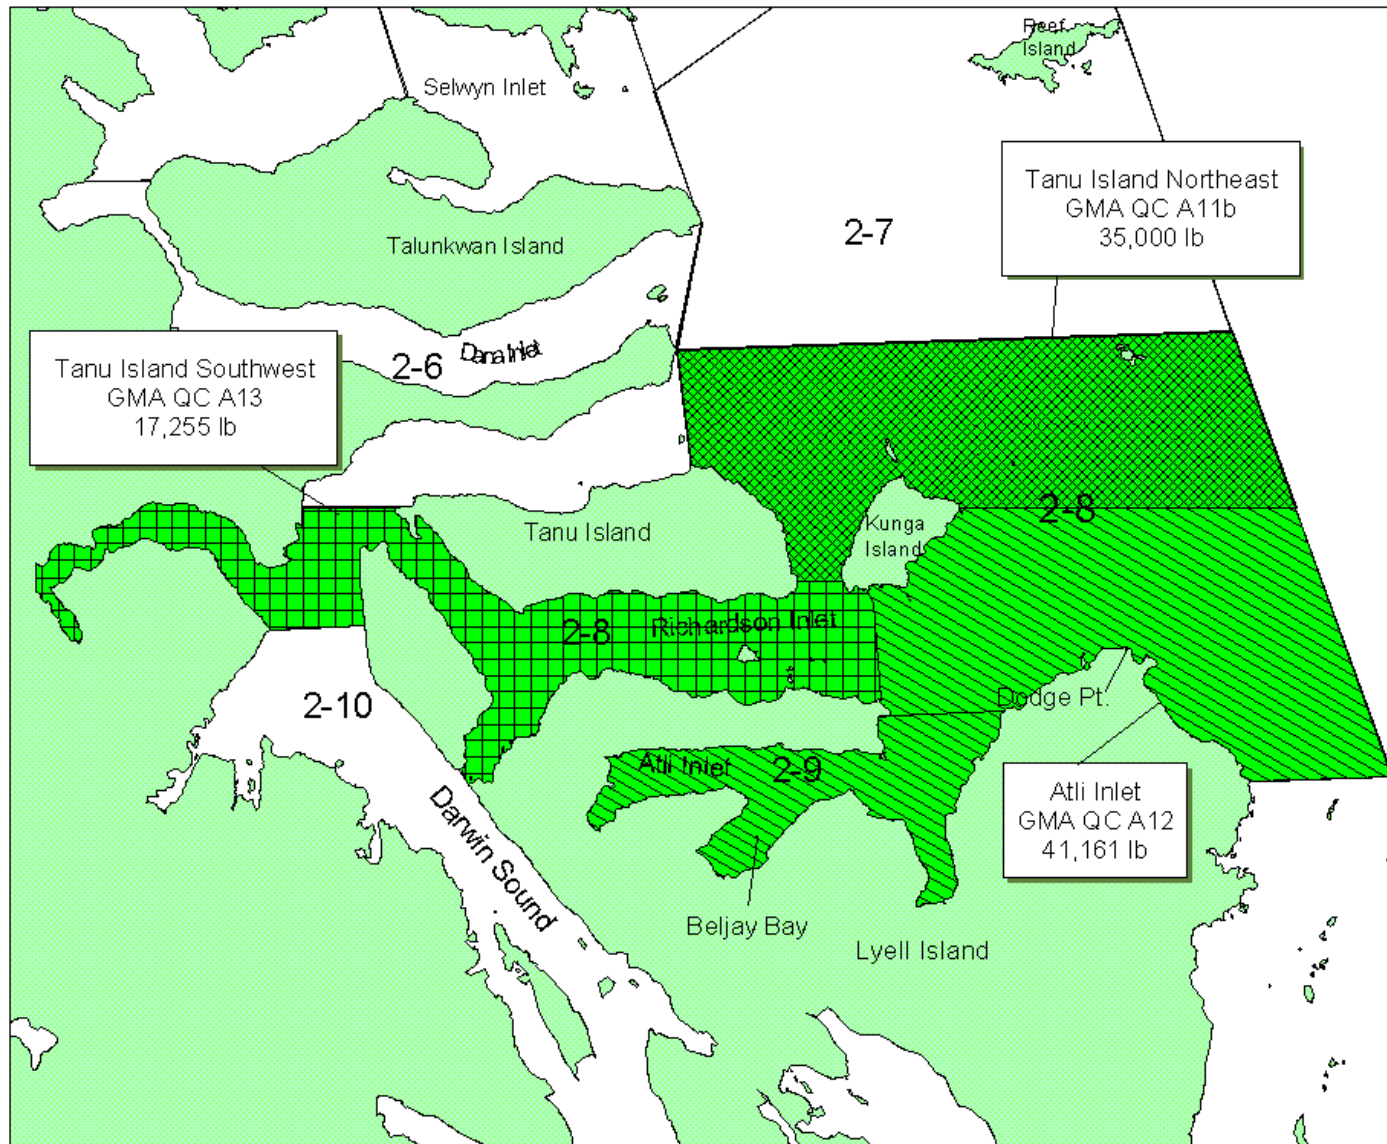 Reef
Island
Selwyn Inlet
Tanu Island Northeast
GMA QC A11b
35,000 lb
2-7
Talunkwan Island
Tanu Island Southwest
GMA QC A13
17,255 lb
2-6
Dana Inlet
2-8
Tanu Island
Kunga
Island
2-8
Richardson Inlet
2-10
Dodge Pt.
Atli Inlet
2-9
Atli Inlet
GMA QC A12
41,161 lb
Darwin Sound
Beljay Bay
Lyell Island